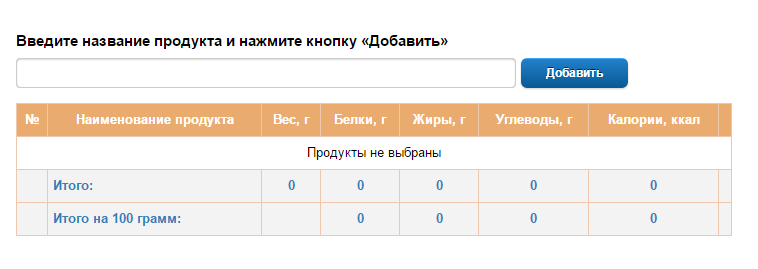 Введите название продукта и нажмите кнопку «Добавить»
Добавить
№ Наименование продукта Вес, г Белки, г Жиры, г Углеводы, г Калории, ккал
Продукты не выбраны
Итого: 0 0 0 0 0
Итого на 100 грамм: 0 0 0 0